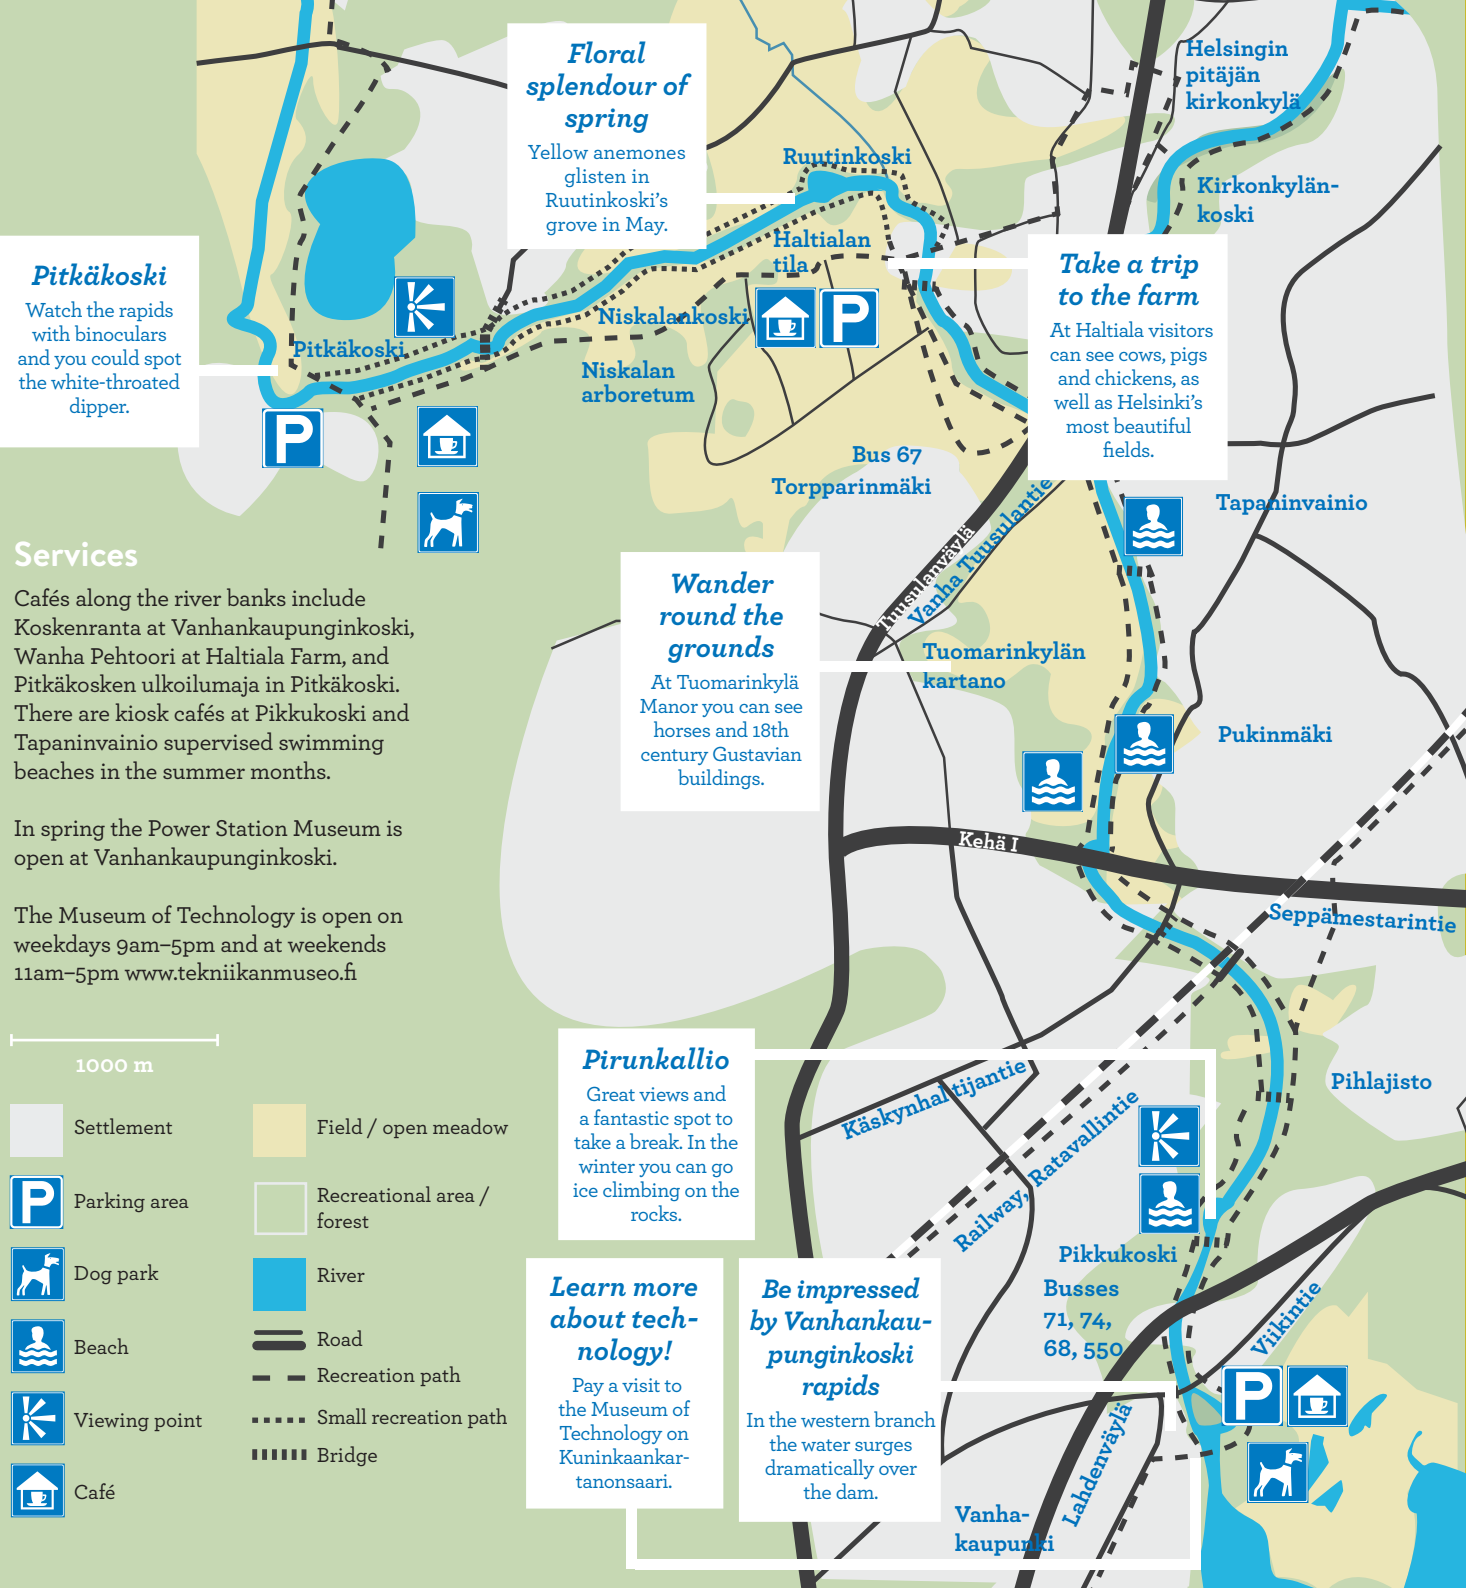 Floral
splendour of
spring
Yellow anemones
glisten in
Ruutinkoski's
grove in May.
Helsingin
pitäjän
kirkonkylä
Ruutinkoski
Kirkonkylän-
koski
Haltialan
tila
Pitkäkoski
Watch the rapids
with binoculars
and you could spot
the white-throated
dipper.
Take a trip
to the farm
At Haltiala visitors
can see cows, pigs
and chickens, as
well as Helsinki's
most beautiful
fields.
Niskalankoski
P
Pitkäkoski
Niskalan
arboretum
P
Bus 67
Torpparinmäki
Tapaninvainio
Tuusulanväylä
Vanha Tuusulantie
Services
Cafés along the river banks include
Koskenranta at Vanhankaupunginkoski,
Wanha Pehtoori at Haltiala Farm, and
Pitkäkosken ulkoilumaja in Pitkäkoski.
There are kiosk cafés at Pikkukoski and
Tapaninvainio supervised swimming
beaches in the summer months.
In spring the Power Station Museum is
open at Vanhankaupunginkoski.
The Museum of Technology is open on
weekdays 9am–5pm and at weekends
11am–5pm www.tekniikanmuseo.fi
Wander
round the
grounds
At Tuomarinkylä
Manor you can see
horses and 18th
century Gustavian
buildings.
Tuomarinkylän
kartano
Pukinmäki
Kehä I
Seppämestarintie
1000 m
Pirunkallio
Great views and
a fantastic spot to
take a break. In the
winter you can go
ice climbing on the
rocks.
Käskynhaltijantie
Railway, Ratavallintie
Pihlajisto
Pikkukoski
Busses
71, 74,
68, 550
Viikintie
P
Settlement
Parking area
P
Dog park
Beach
Viewing point
Café
Field / open meadow
Recreational area /
forest
River
Road
Recreation path
Small recreation path
Bridge
Learn more
about tech-
nology!
Pay a visit to
the Museum of
Technology on
Kuninkaankar-
tanonsaari.
Be impressed
by Vanhankau-
punginkoski
rapids
In the western branch
the water surges
dramatically over
the dam.
Lahdenväylä
Vanha-
kaupunki